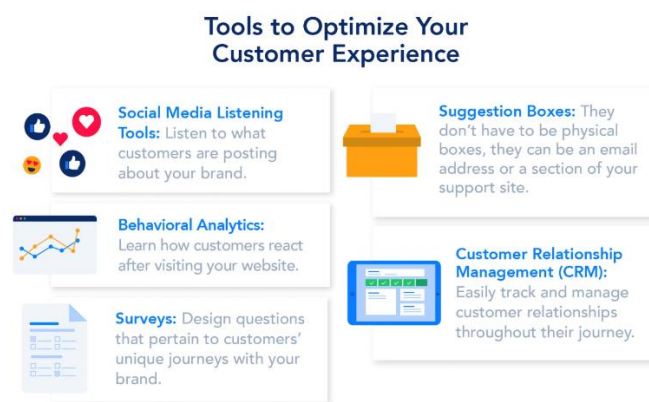 Tools to Optimize Your
Customer Experience
Social Media Listening
Tools: Listen to what
customers are posting
about your brand.
Behavioral Analytics:
Learn how customers react
after visiting your website.
Surveys: Design questions
that pertain to customers'
unique journeys with your
brand.
Suggestion Boxes: They
don't have to be physical
boxes, they can be an email
address or a section of your
support site.
Customer Relationship
Management (CRM):
Easily track and manage
customer relationships
throughout their journey.